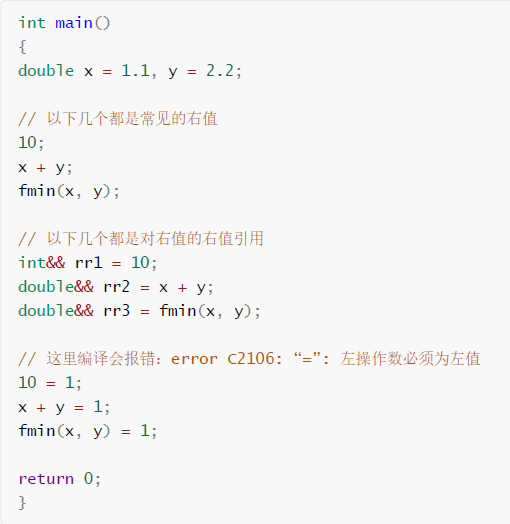 int main()
{
double x = 1.1, y = 2.2;
// 以下几个都是常见的右值
10;
x + y;
fmin(x, y);
// 以下几个都是对右值的右值引用
int&& rr1 = 10;
double&& rr2 = x + y;
double&& rr3 = fmin(x, y);
// 这里编译会报错：error C2106: “=”: 左操作数必须为左值
10 = 1;
x + y = 1;
fmin(x, y) = 1;
return 0;
}